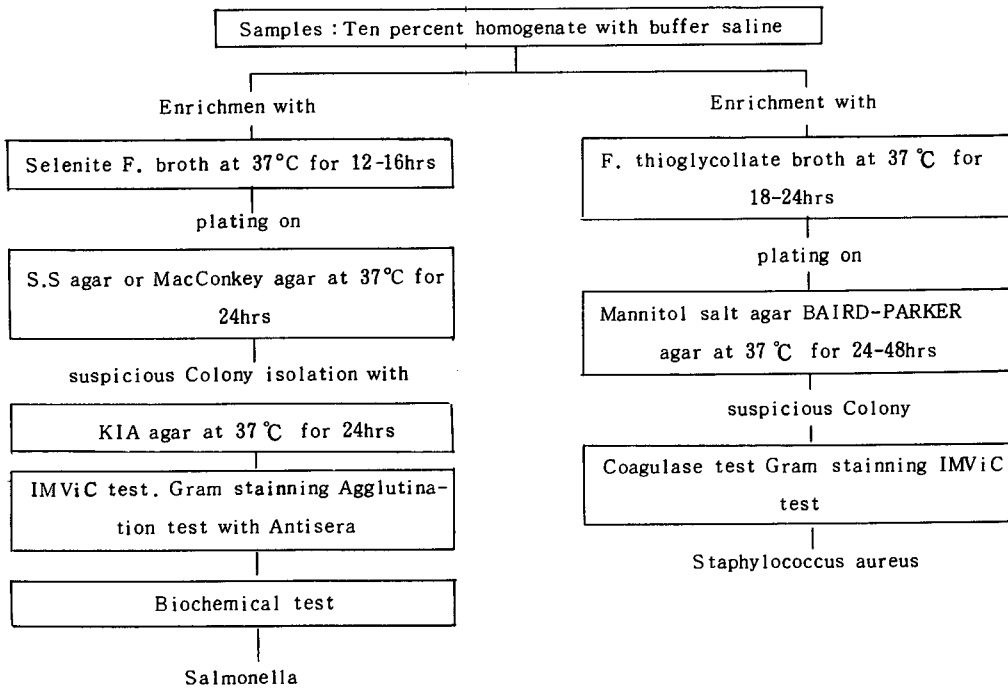 Samples : Ten percent homogenate with buffer saline
Enrichmen with
Selenite F. broth at 37°C for 12-16hrs
plating on
S.S agar or MacConkey agar at 37°C for
24hrs
suspicious Colony isolation with
KIA agar at 37℃ for 24hrs
IMViC test. Gram stainning Agglutina-
tion test with Antisera
Biochemical test
Salmonella
Enrichment with
F. thioglycollate broth at 37℃ for
18-24hrs
plating on
Mannitol salt agar BAIRD-PARKER
agar at 37℃ for 24-48hrs
suspicious Colony
Coagulase test Gram stainning IMViC
test
Staphylococcus aureus